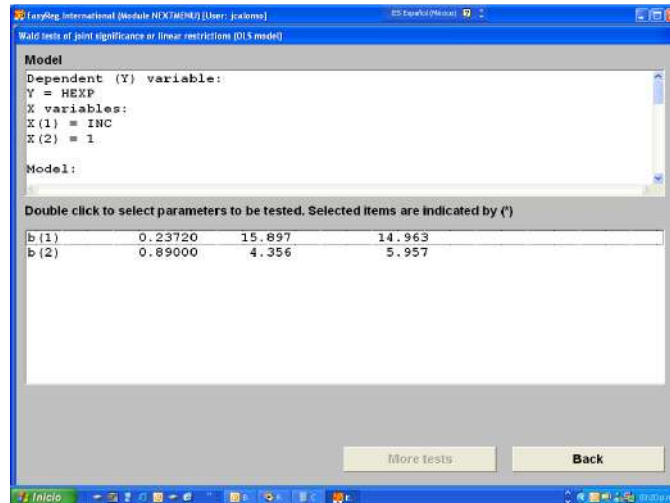 EasyReg International (Module NEXTMENU) [User: jcalonso]
ES Español (México)
Wald tests of joint significance or linear restrictions (OLS model)
Model
Dependent (Y) variable:
Y = HEXP
X variables:
X(1) = INC
X(2) = 1
Model:
Double click to select parameters to be tested. Selected items are indicated by (*)
b(1) 0.23720 15.897 14.963
b(2) 0.89000 4.356 5.957
More tests
Back
Inicio